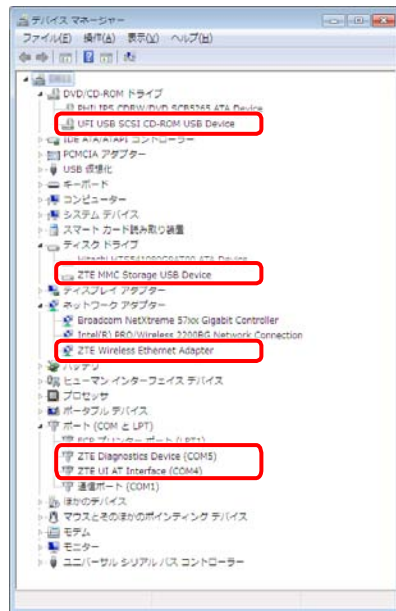 デバイス マネージャー
ファイル(F) 操作(A) 表示(V) ヘルプ(H)
DVD/CD-ROM ドライブ
PHILIPS CDRW/DVD SCB5265 ATA Device
UFI USB SCSI CD-ROM USB Device
IDE ATA/ATAPI コントローラー
PCMCIA アダプター
USB 仮想化
キーボード
コンピューター
システム デバイス
スマート カード読み取り装置
ディスク ドライブ
ATA Device
ZTE MMC Storage USB Device
ディスプレイ アダプター
ネットワーク アダプター
Broadcom NetXtreme 57xx Gigabit Controller
Intel(R) PRO/Wireless 2200BG Network Connection
ZTE Wireless Ethernet Adapter
バッテリ
ヒューマン インターフェイス デバイス
プロセッサ
ポータブル デバイス
ポート (COM と LPT)
ECP プリンター ポート (LPT1)
ZTE Diagnostics Device (COM5)
ZTE UI AT Interface (COM4)
通信ポート (COM1)
ほかのデバイス
マウスとそのほかのポインティング デバイス
モデム
モニター
ユニバーサル シリアル バス コントローラー